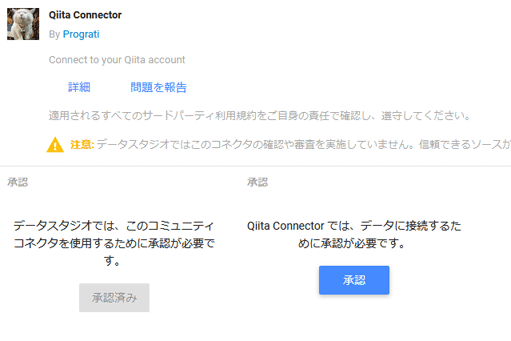 Qiita Connector
By Prograti
Connect to your Qiita account
詳細 問題を報告
適用されるすべてのサードパーティ利用規約をご自身の責任で確認し、遵守してください。
注意: データスタジオではこのコネクタの確認や審査を実施していません。信頼できるソースが
承認
データスタジオでは、このコミュニティ
コネクタを使用するために承認が必要で
す。
承認済み
承認
Qiita Connector では、データに接続するた
めに承認が必要です。
承認